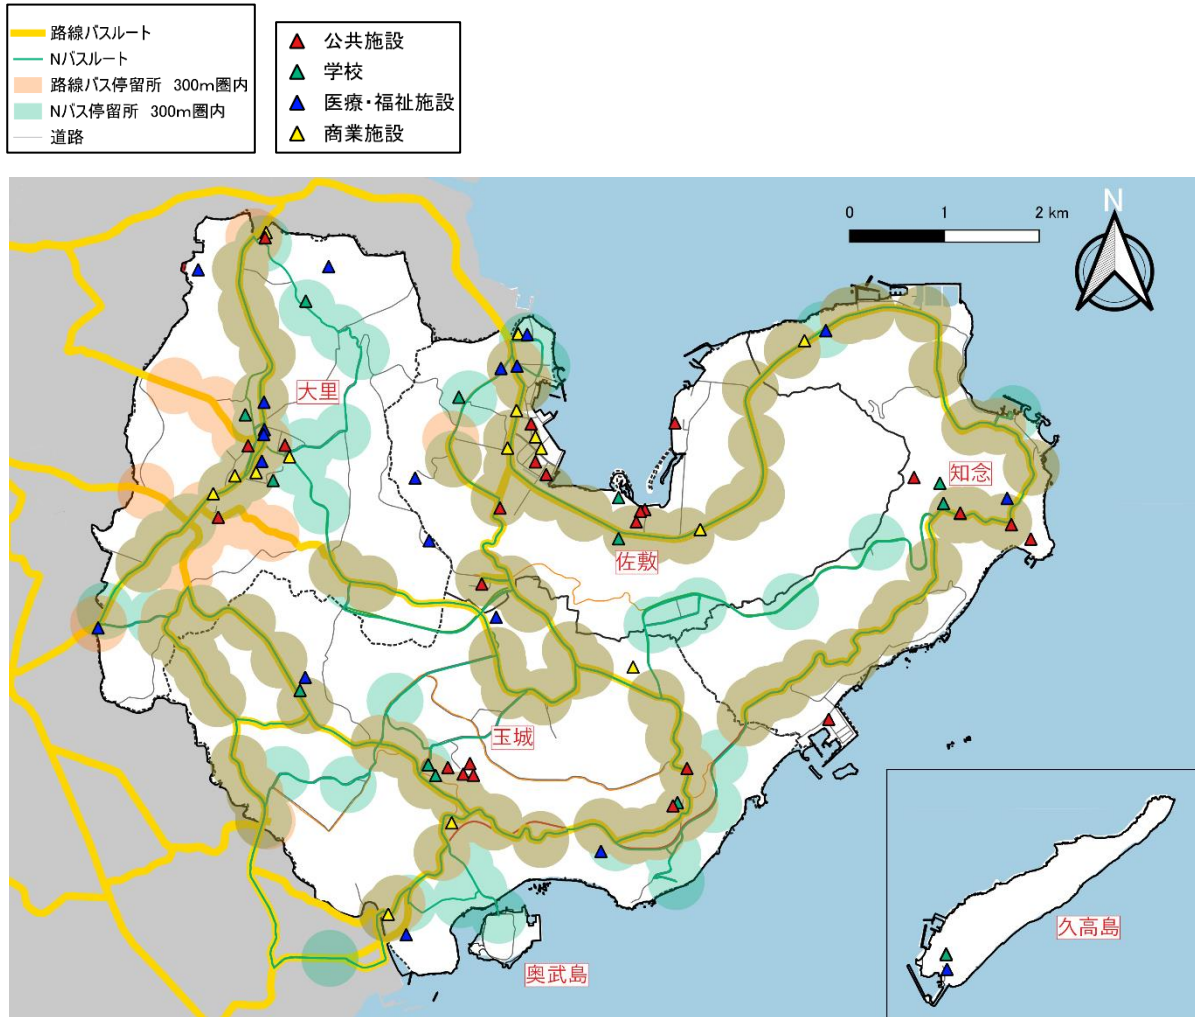 路線バスルート
Nバスルート
路線バス停留所 300m圏内
Nバス停留所 300m圏内
道路
公共施設
学校
医療・福祉施設
商業施設
0 1 2 km
N
大里
知念
佐敷
玉城
奥武島
久高島